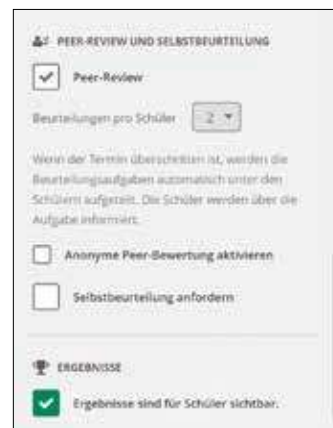 PEER-REVIEW UND SELBSTBEURTEILUNG
Peer-Review
Beurteilungen pro Schüler 2
Wenn der Termin überschritten ist, werden die
Beurteilungsaufgaben automatisch unter den
Schülern aufgeteilt. Die Schüler werden über die
Aufgabe informiert.
Anonyme Peer-Bewertung aktivieren
Selbstbeurteilung anfordern
ERGEBNISSE
Ergebnisse sind für Schüler sichtbar.